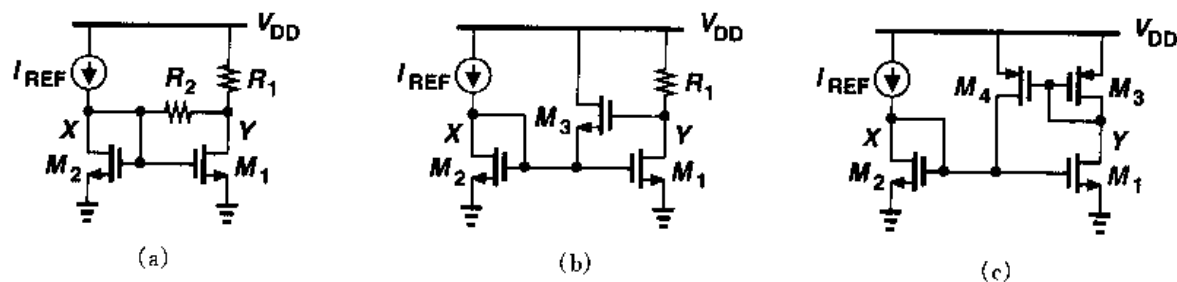 V_DD
I_REF
R_2
R_1
X
Y
M_2
M_1
(a)
V_DD
I_REF
R_1
M_3
X
Y
M_2
M_1
(b)
V_DD
I_REF
M_4
M_3
X
Y
M_2
M_1
(c)